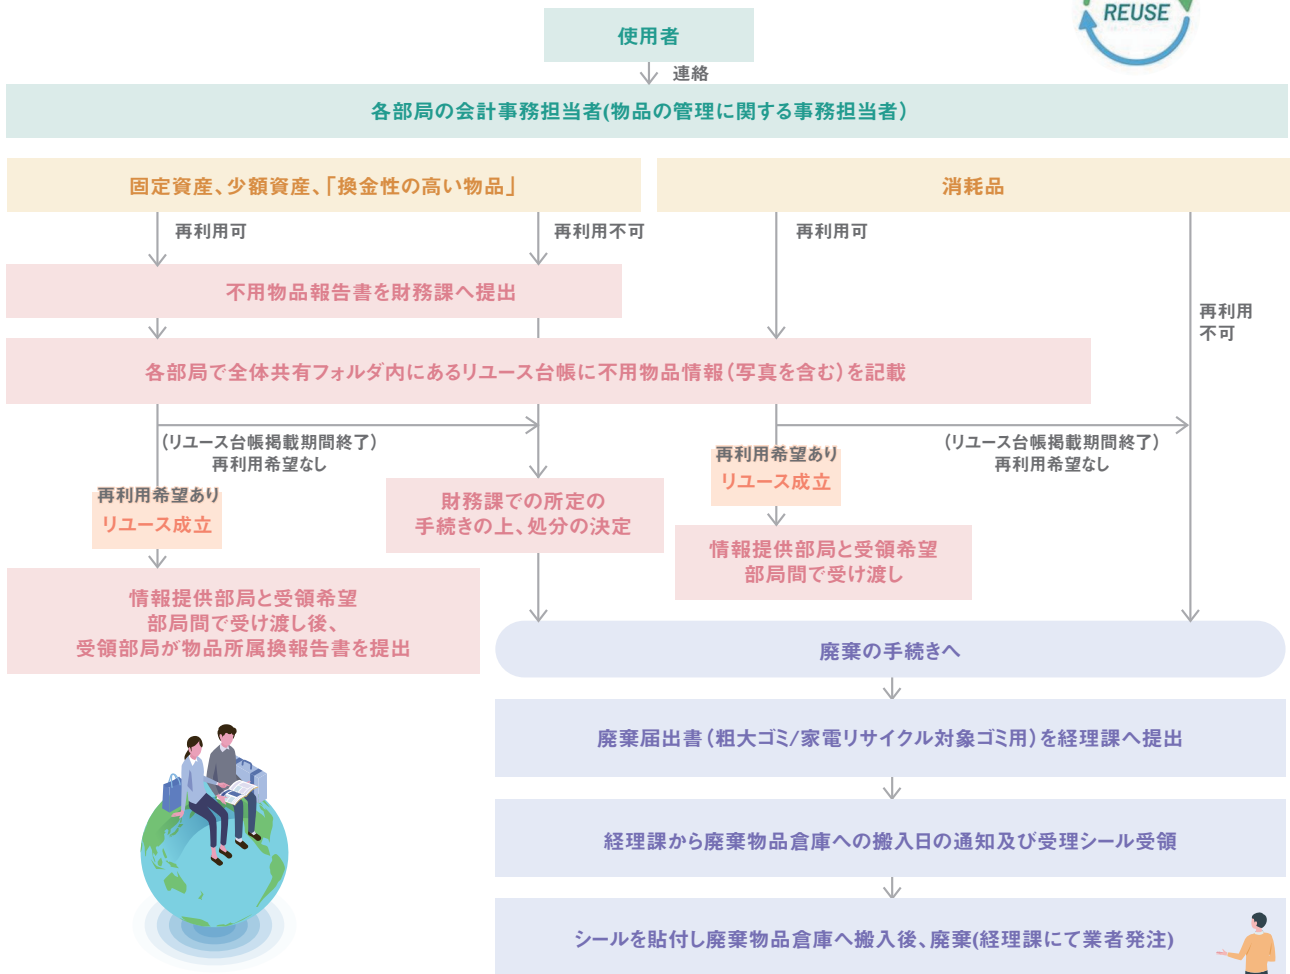 REUSE
使用者
連絡
各部局の会計事務担当者(物品の管理に関する事務担当者)
固定資産、少額資産、「換金性の高い物品」
消耗品
再利用可
再利用不可
再利用可
再利用
不可
不用物品報告書を財務課へ提出
各部局で全体共有フォルダ内にあるリユース台帳に不用物品情報(写真を含む)を記載
(リユース台帳掲載期間終了)
再利用希望なし
再利用希望あり
リユース成立
情報提供部局と受領希望
部局間で受け渡し後、
受領部局が物品所属換報告書を提出
財務課での所定の
手続きの上、処分の決定
再利用希望あり
リユース成立
(リユース台帳掲載期間終了)
再利用希望なし
情報提供部局と受領希望
部局間で受け渡し
廃棄の手続きへ
廃棄届出書(粗大ゴミ/家電リサイクル対象ゴミ用)を経理課へ提出
経理課から廃棄物品倉庫への搬入日の通知及び受理シール受領
シールを貼付し廃棄物品倉庫へ搬入後、廃棄(経理課にて業者発注)